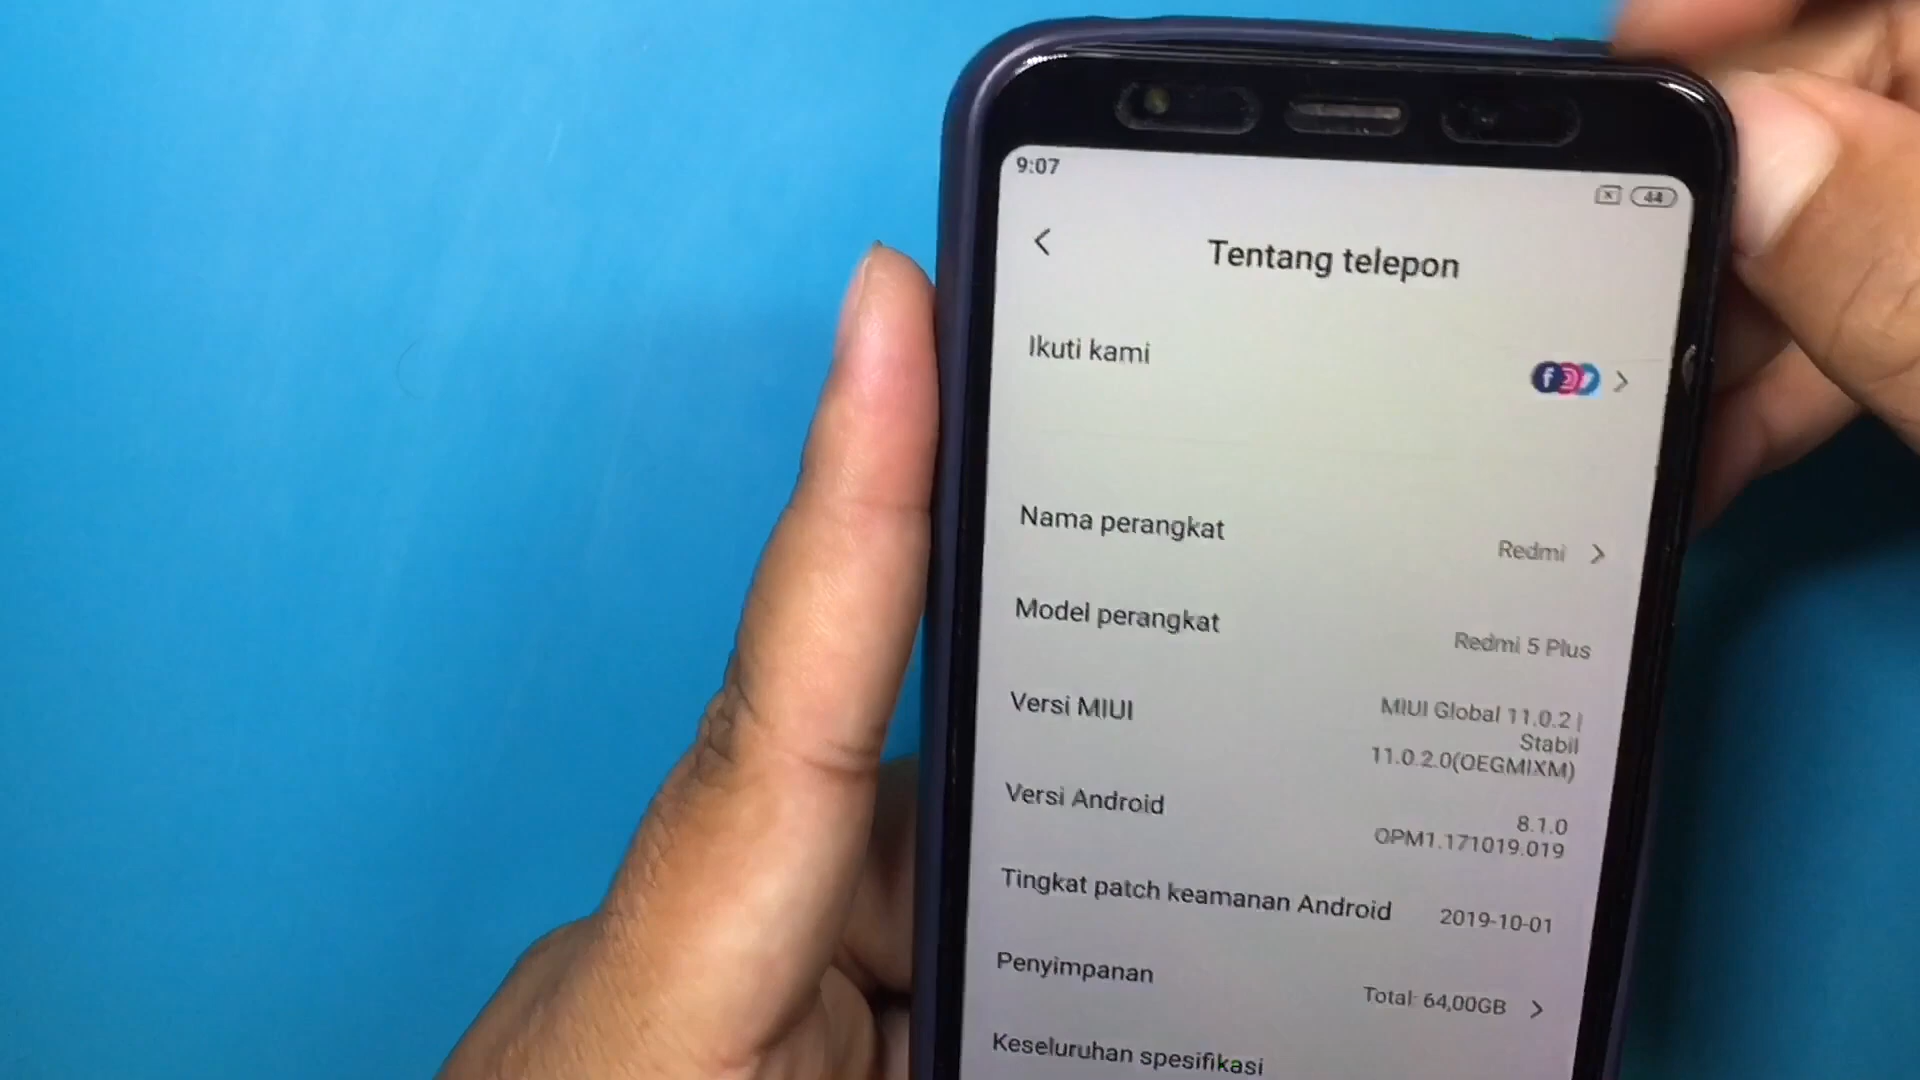 9:07
44
Tentang telepon
Ikuti kami
Nama perangkat
Redmi
Model perangkat
Redmi 5 Plus
Versi MIUI
MIUI Global 11.0.2 |
Stabil
11.0.2.0(OEGMIXM)
Versi Android
8.1.0
OPM1.171019.019
Tingkat patch keamanan Android
2019-10-01
Penyimpanan
Total: 64,00GB
Keseluruhan spesifikasi